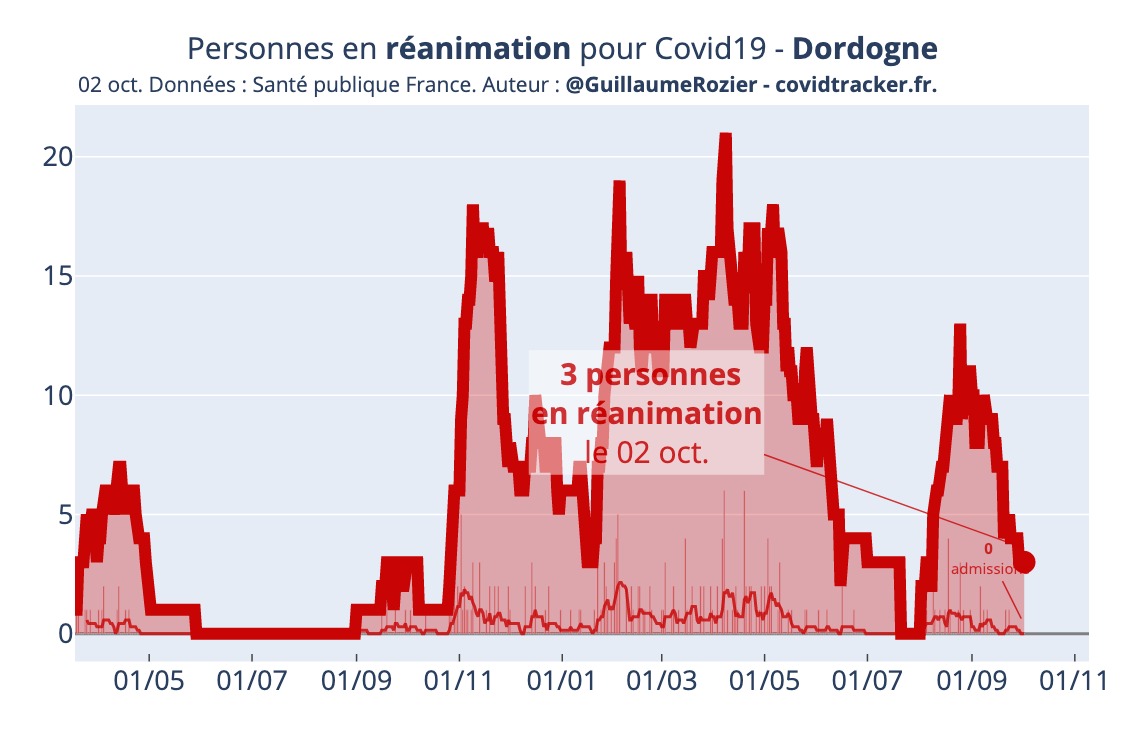 Personnes en réanimation pour Covid19 - Dordogne
02 oct. Données : Santé publique France. Auteur : @GuillaumeRozier - covidtracker.fr.
20
15
10
5
0
3 personnes
en réanimation
le 02 oct.
0
admission
01/05 01/07 01/09 01/11 01/01 01/03 01/05 01/07 01/09 01/11